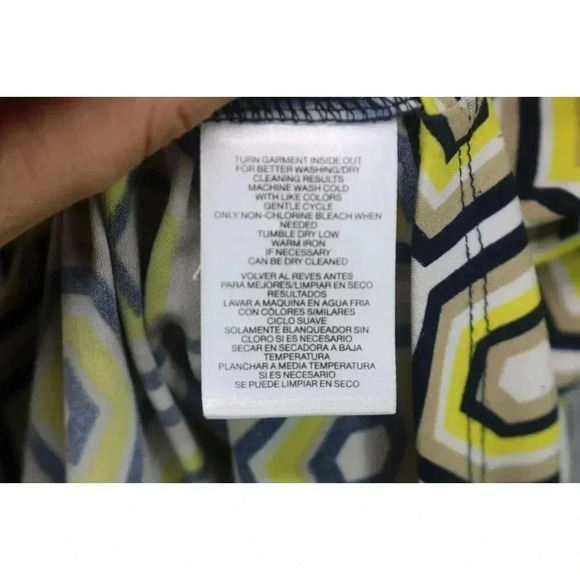 TURN GARMENT INSIDE OUT
FOR BETTER WASHING/DRY
CLEANING RESULTS
MACHINE WASH COLD
WITH LIKE COLORS
GENTLE CYCLE
ONLY NON-CHLORINE BLEACH WHEN
NEEDED
TUMBLE DRY LOW
WARM IRON
IF NECESSARY
CAN BE DRY CLEANED
VOLVER AL REVES ANTES
PARA MEJORES/LIMPIAR EN SECO
RESULTADOS
LAVAR A MAQUINA EN AGUA FRIA
CON CÓLORES SIMILARES
CICLO SUAVE
SOLAMENTE BLANQUEADOR SIN
CLORO SI ES NECESARIO
SECAR EN SECADORA A BAJA
TEMPERATURA
PLANCHAR A MEDIA TEMPERATURA
SI ES NECESARIO
SE PUEDE LIMPIAR EN SECO